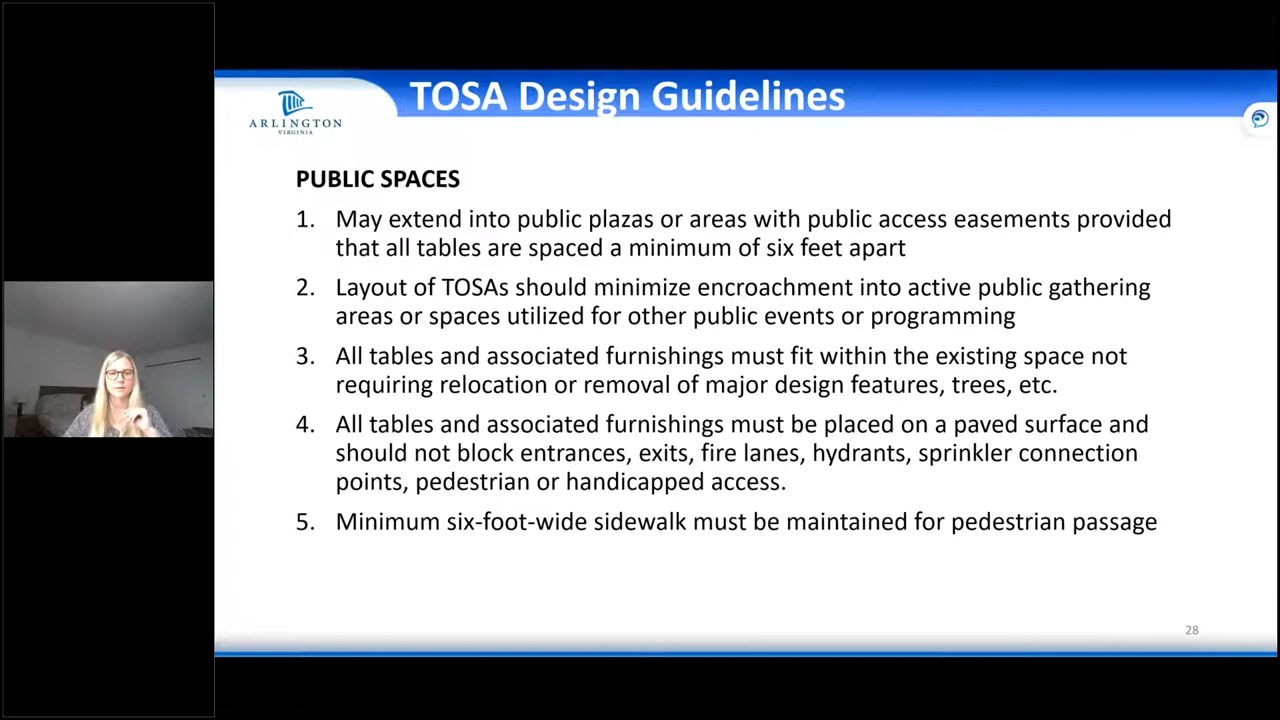 TOSA Design Guidelines
ARLINGTON
VIRGINIA
PUBLIC SPACES
1. May extend into public plazas or areas with public access easements provided
that all tables are spaced a minimum of six feet apart
2. Layout of TOSAs should minimize encroachment into active public gathering
areas or spaces utilized for other public events or programming
3. All tables and associated furnishings must fit within the existing space not
requiring relocation or removal of major design features, trees, etc.
4. All tables and associated furnishings must be placed on a paved surface and
should not block entrances, exits, fire lanes, hydrants, sprinkler connection
points, pedestrian or handicapped access.
5. Minimum six-foot-wide sidewalk must be maintained for pedestrian passage
28